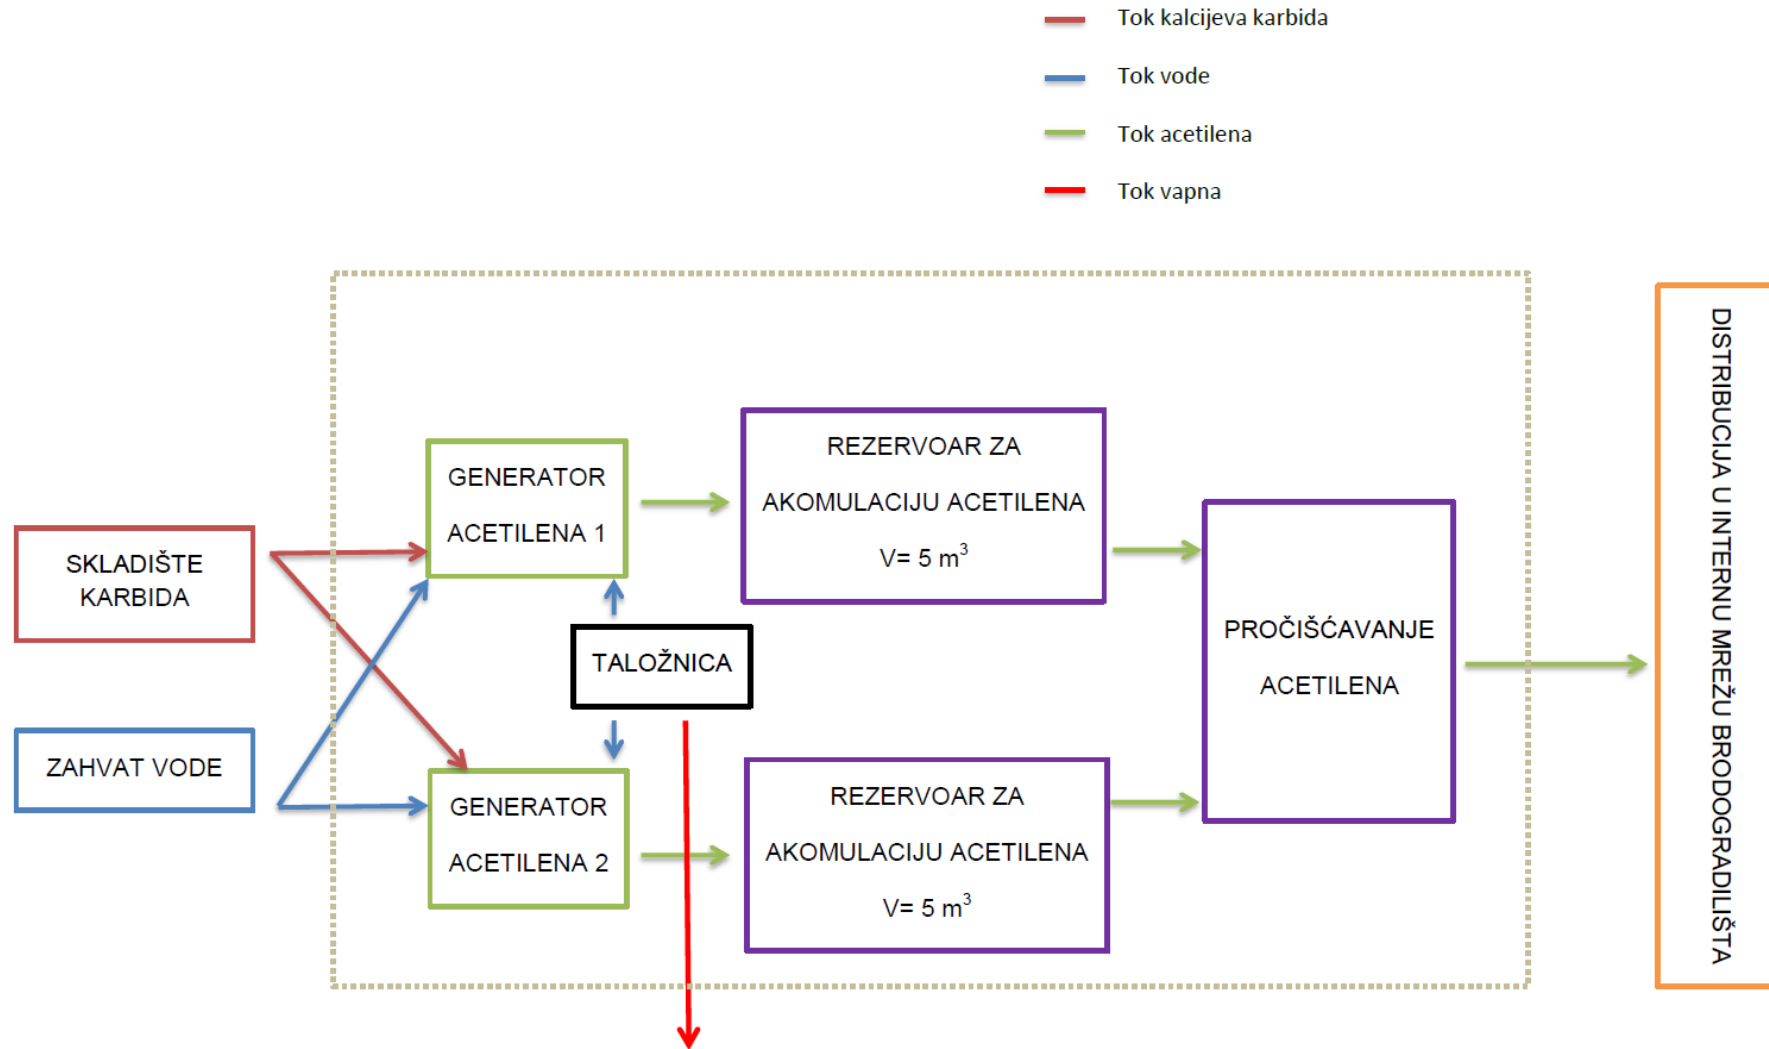 Tok kalcijeva karbida
Tok vode
Tok acetilena
Tok vapna
SKLADIŠTE
KARBIDA
ZAHVAT VODE
GENERATOR
ACETILENA 1
TALOŽNICA
GENERATOR
ACETILENA 2
REZERVOAR ZA
AKOMULACIJU ACETILENA
V= 5 m³
REZERVOAR ZA
AKOMULACIJU ACETILENA
V= 5 m³
PROČIŠĆAVANJE
ACETILENA
DISTRIBUCIJA U INTERNU MREŽU BRODOGRADILIŠTA